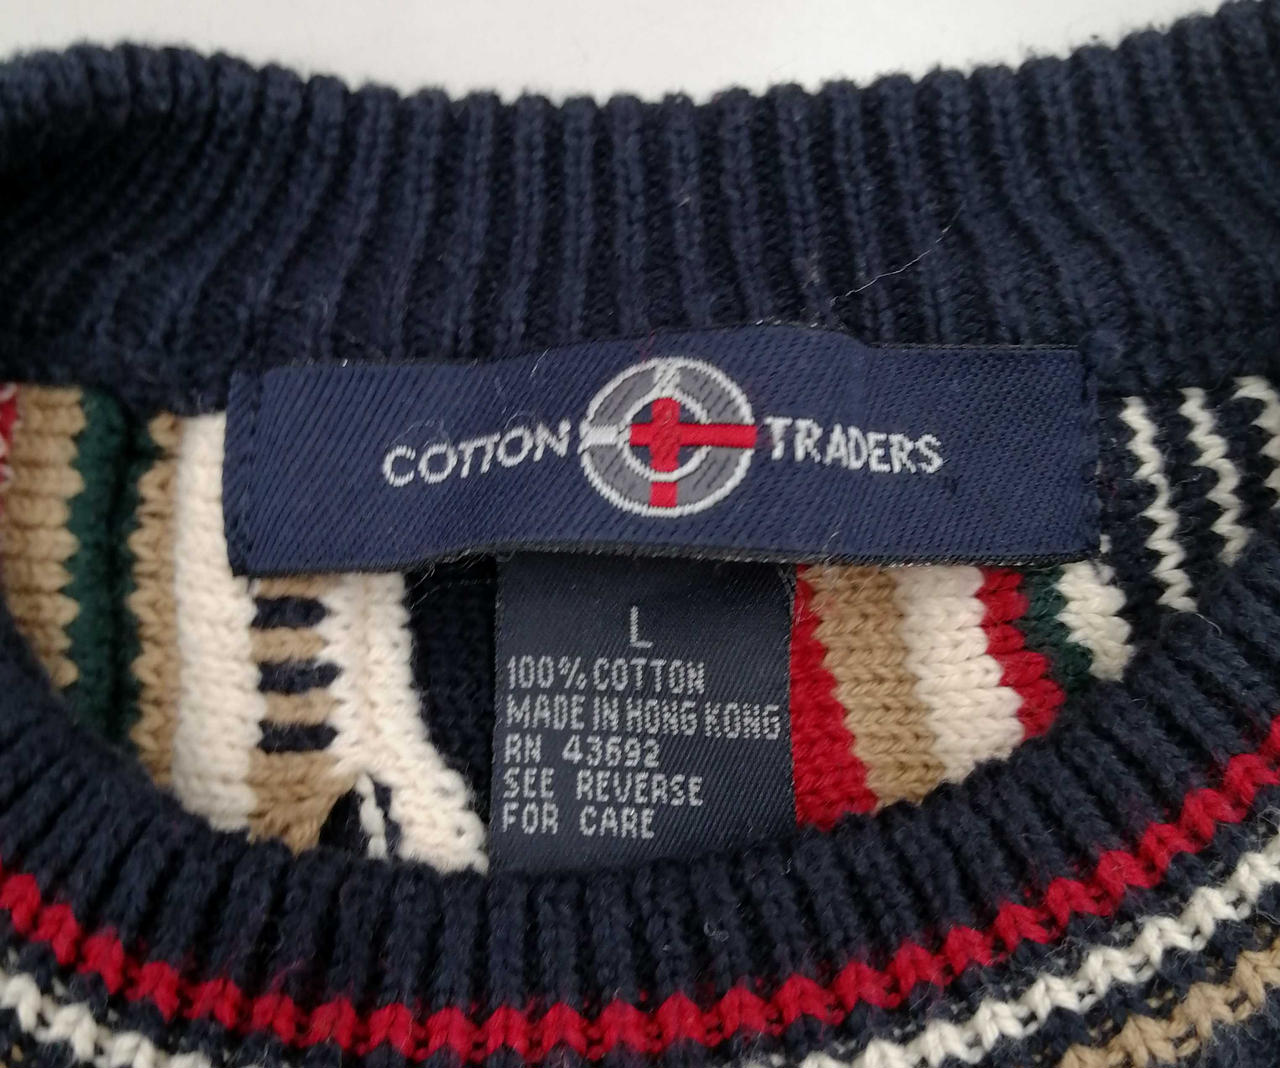 COTTON TRADERS
L
100% COTTON
MADE IN HONG KONG
RN 43692
SEE REVERSE
FOR CARE